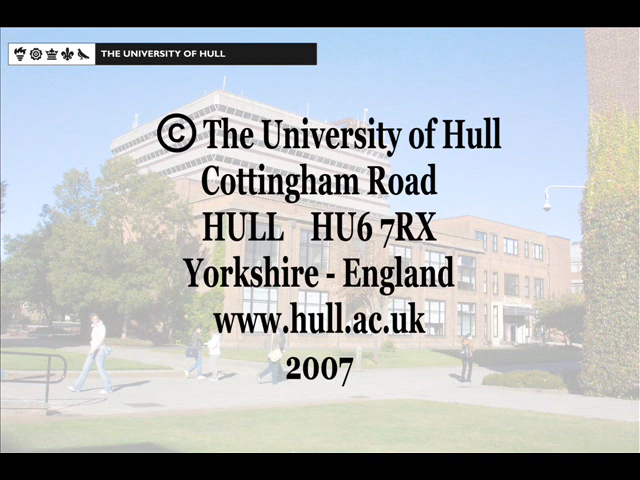 THE UNIVERSITY OF HULL
© The University of Hull
Cottingham Road
HULL HU6 7RX
Yorkshire - England
www.hull.ac.uk
2007